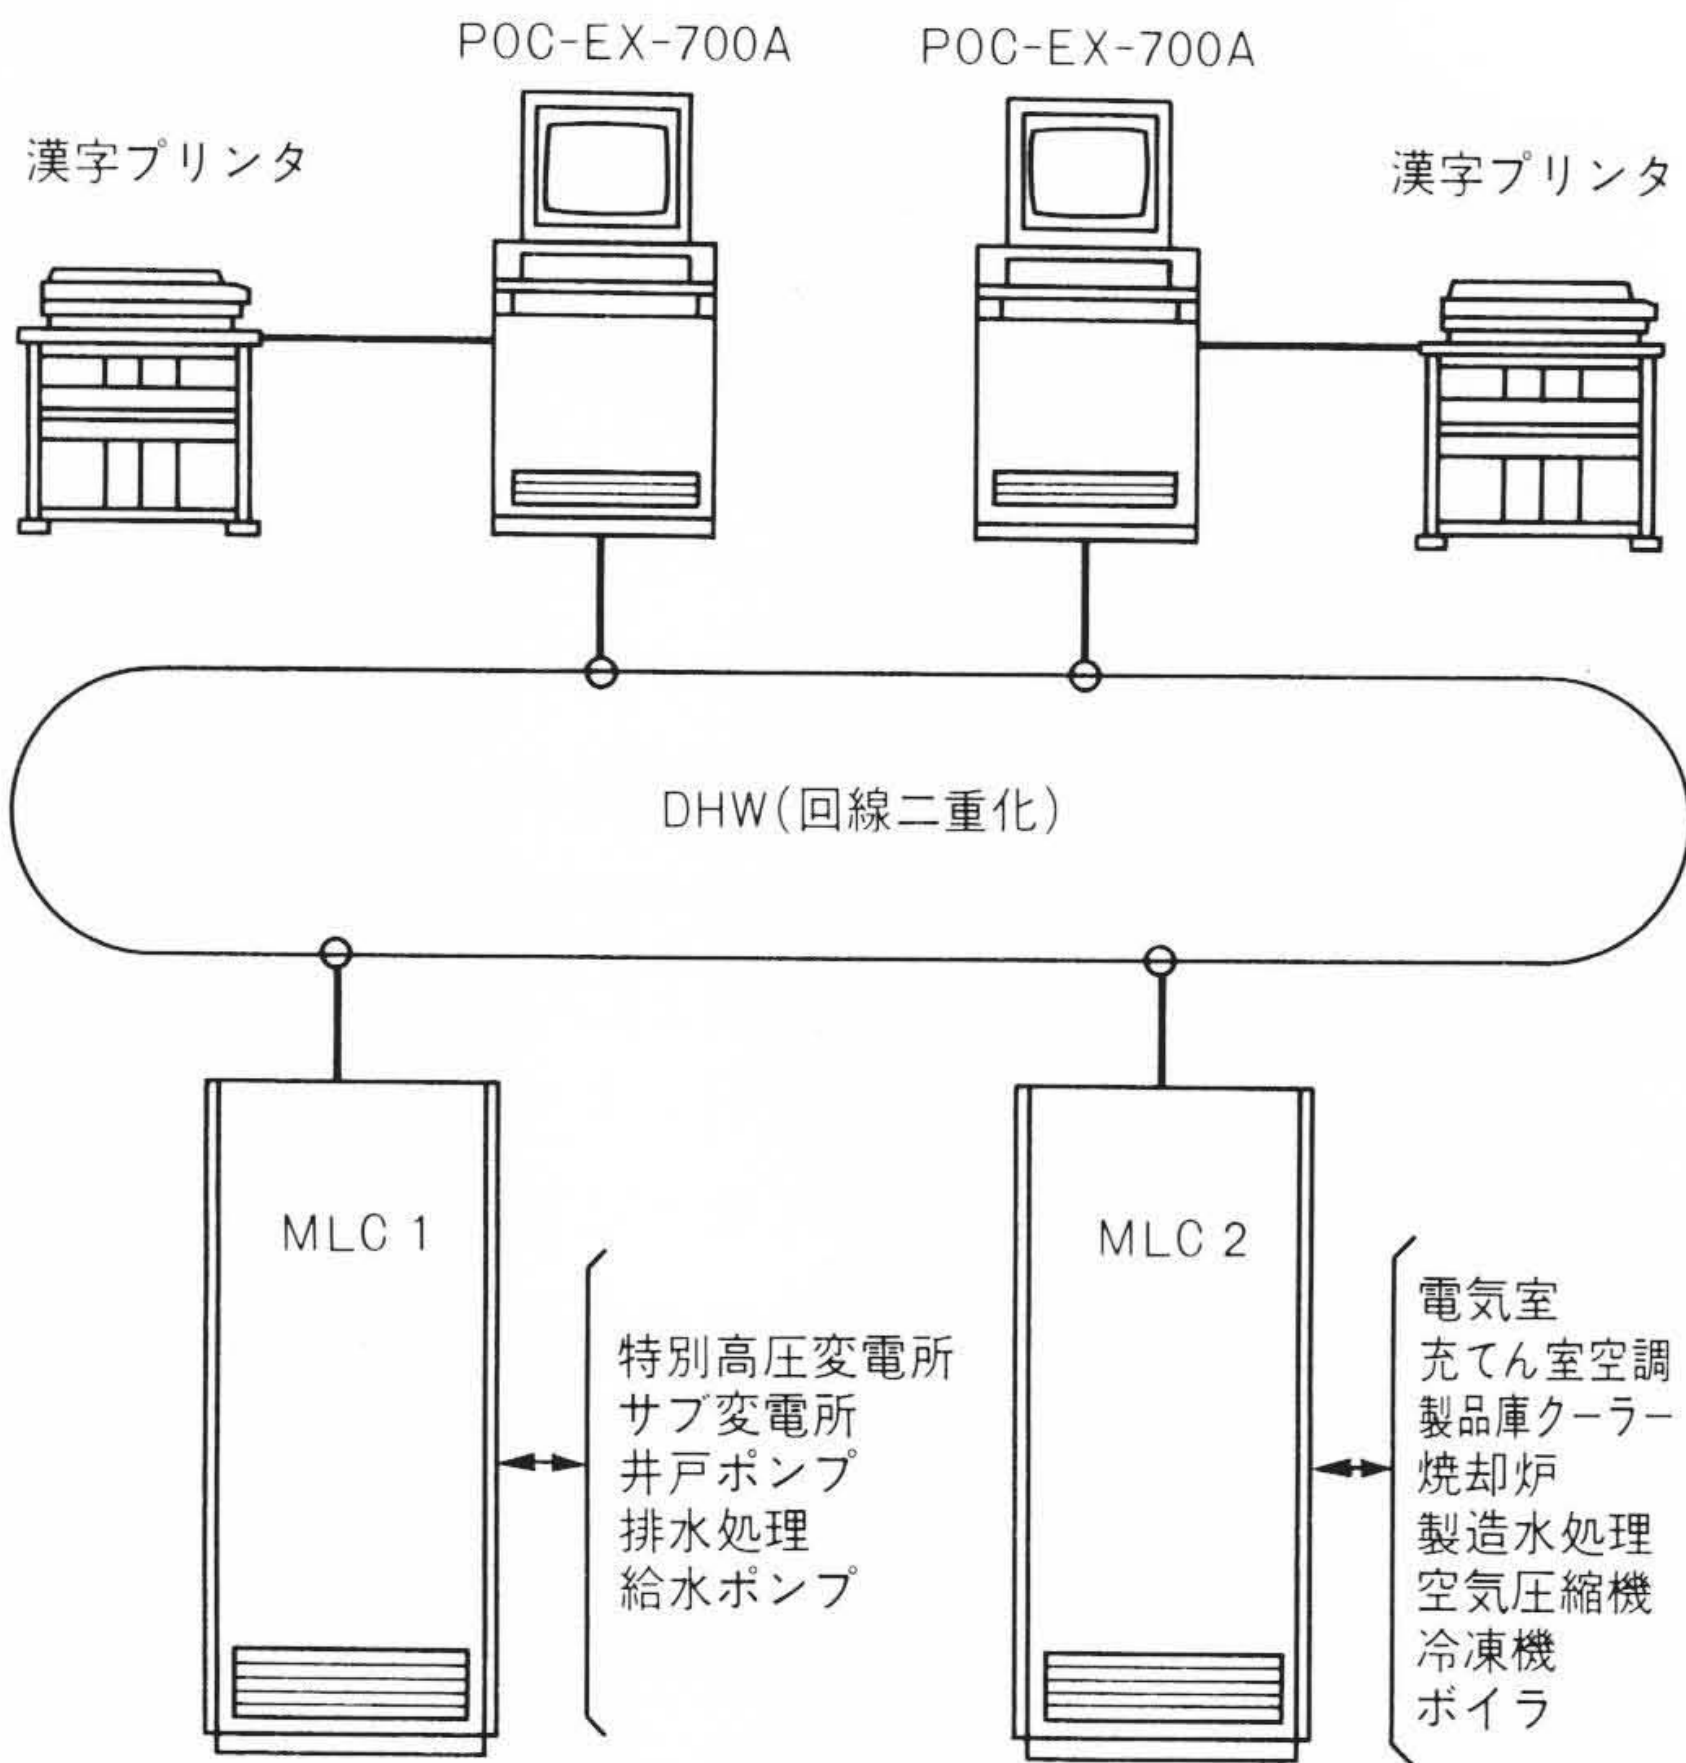 POC-EX-700A
POC-EX-700A
漢字プリンタ
漢字プリンタ
DHW(回線二重化)
MLC 1
特別高圧変電所
サブ変電所
井戸ポンプ
排水処理
給水ポンプ
MLC 2
電気室
充てん室空調
製品庫クーラー
焼却炉
製造水処理
空気圧縮機
冷凍機
ボイラ